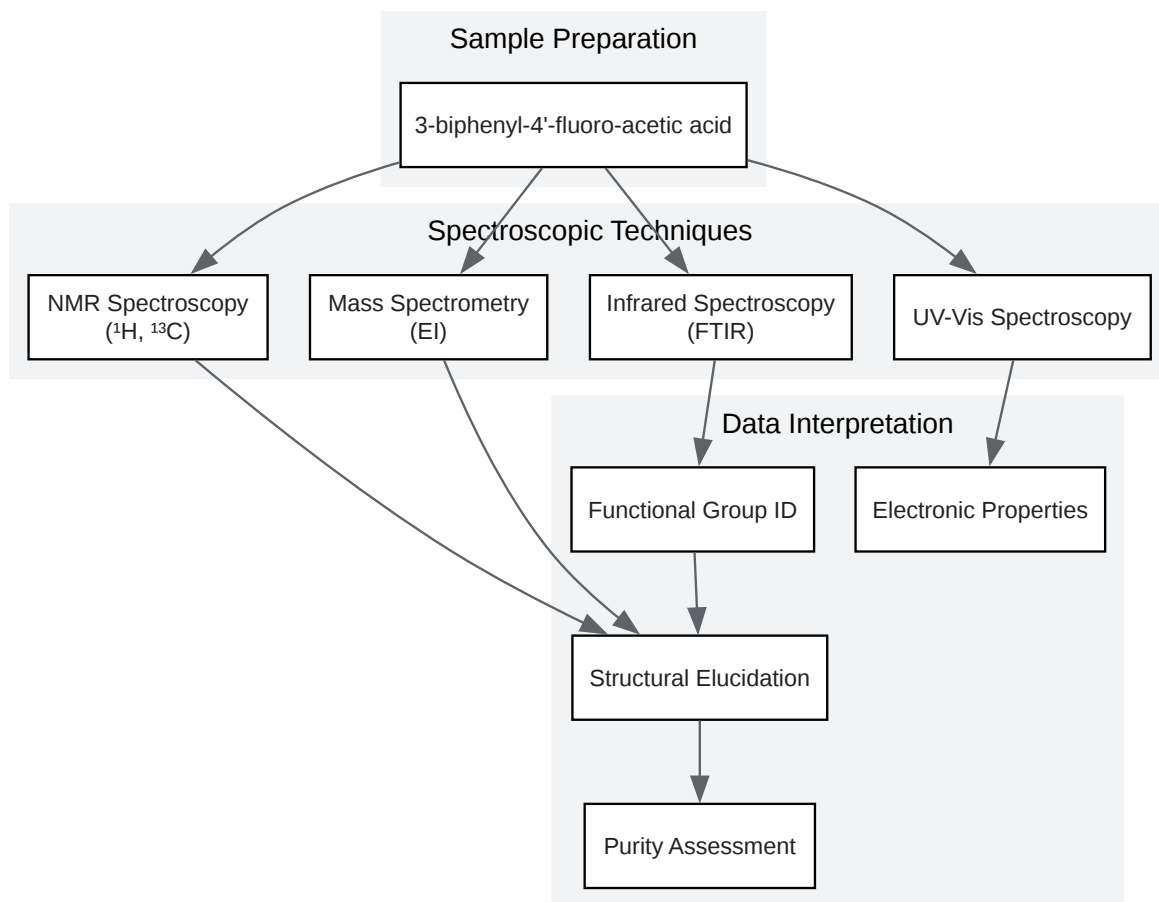 Sample Preparation
3-biphenyl-4'-fluoro-acetic acid
Spectroscopic Techniques
NMR Spectroscopy
(¹H, ¹³C)
Mass Spectrometry
(EI)
Infrared Spectroscopy
(FTIR)
UV-Vis Spectroscopy
Data Interpretation
Functional Group ID
Electronic Properties
Structural Elucidation
Purity Assessment